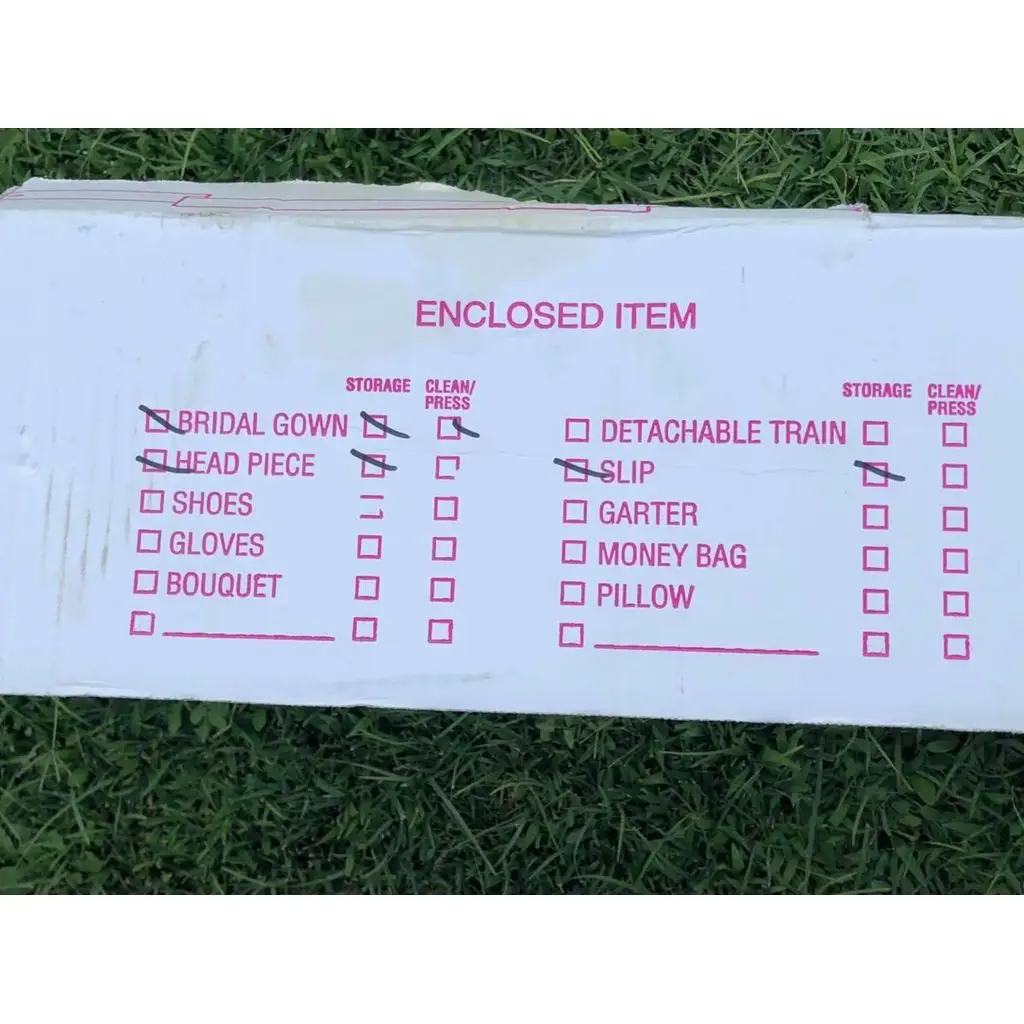 ENCLOSED ITEM
STORAGE CLEAN/
PRESS
BRIDAL GOWN
HEAD PIECE
SHOES
GLOVES
BOUQUET
STORAGE CLEAN/
PRESS
DETACHABLE TRAIN
SLIP
GARTER
MONEY BAG
PILLOW